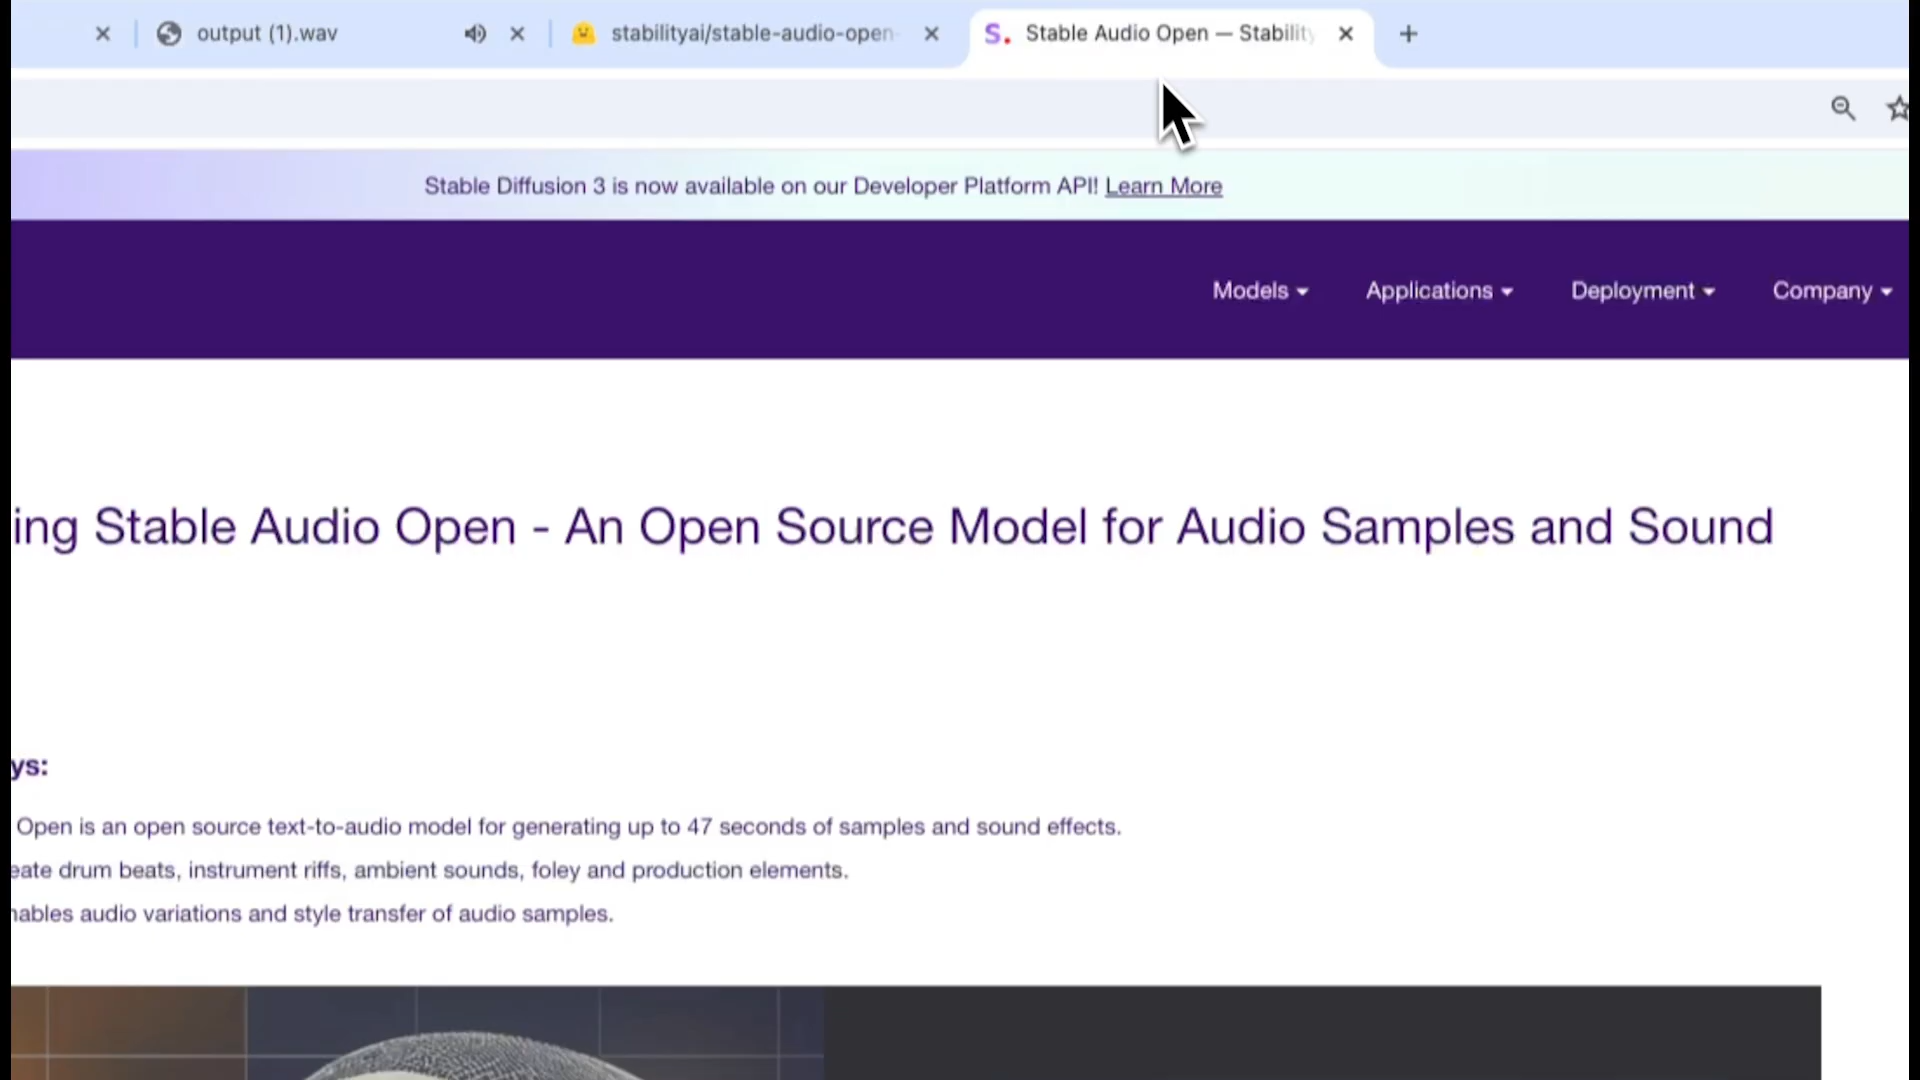 output (1).wav
stabilityai/stable-audio-open-
S. Stable Audio Open — Stability
Stable Diffusion 3 is now available on our Developer Platform API! Learn More
Models Applications Deployment Company
ing Stable Audio Open - An Open Source Model for Audio Samples and Sound
ys:
Open is an open source text-to-audio model for generating up to 47 seconds of samples and sound effects.
eate drum beats, instrument riffs, ambient sounds, foley and production elements.
nables audio variations and style transfer of audio samples.